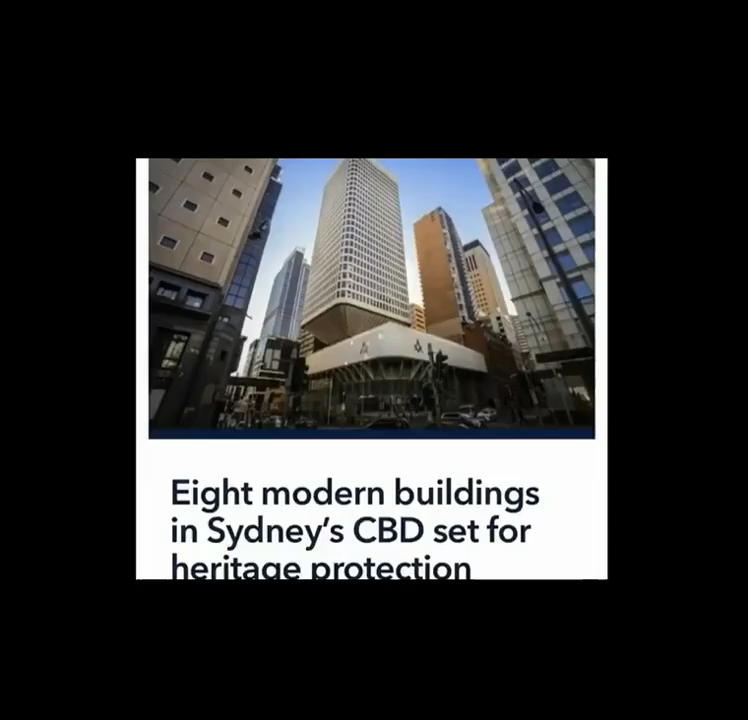 Eight modern buildings
in Sydney's CBD set for
heritage protection